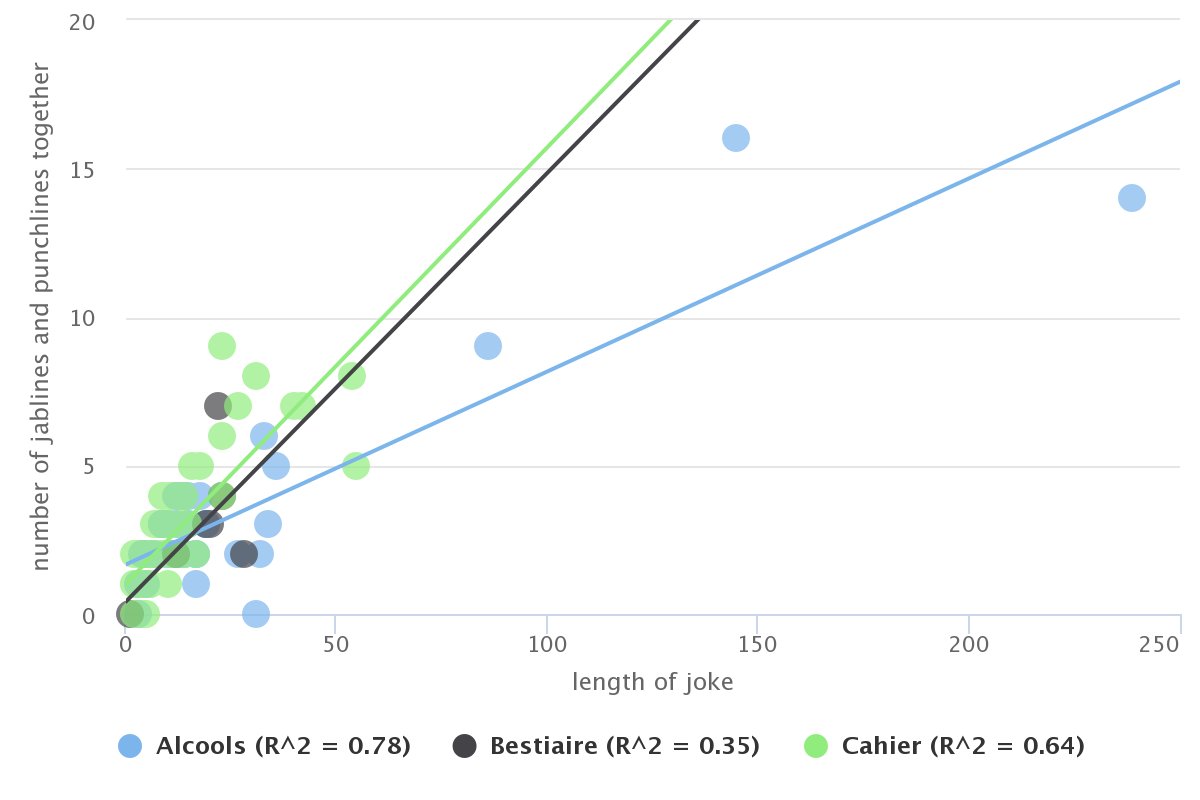 20
15
10
5
0
number of jablines and punchlines together
0 50 100 150 200 250
length of joke
Alcools (R^2 = 0.78) Bestiaire (R^2 = 0.35) Cahier (R^2 = 0.64)